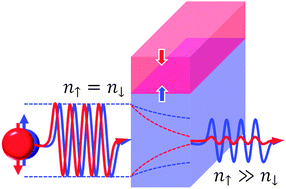 n↑ = n↓
n↑ ≫ n↓